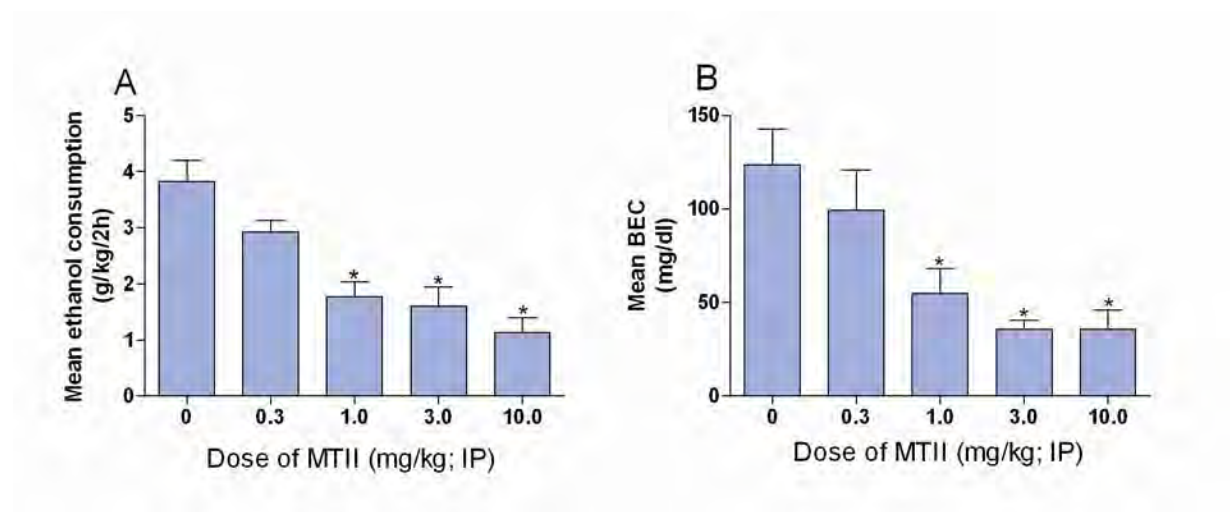 A
Mean ethanol consumption
(g/kg/2h)
5
4
3
2
1
0
*
*
*
0 0.3 1.0 3.0 10.0
Dose of MTII (mg/kg; IP)
B
Mean BEC
(mg/dl)
150
100
50
0
*
*
*
0 0.3 1.0 3.0 10.0
Dose of MTII (mg/kg; IP)